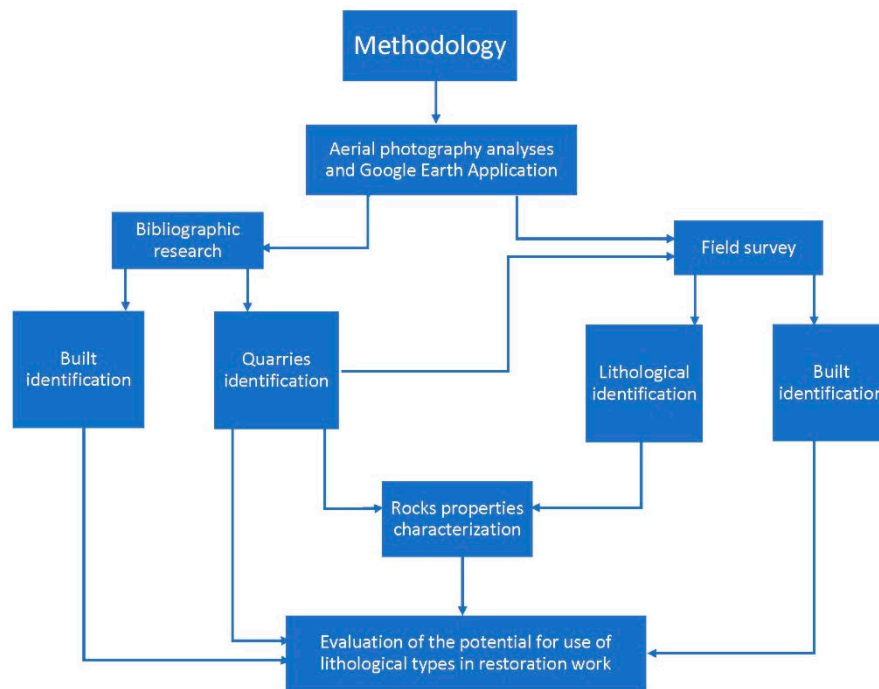 Methodology
Aerial photography analyses
and Google Earth Application
Bibliographic
research
Field survey
Built
identification
Quarries
identification
Lithological
identification
Built
identification
Rocks properties
characterization
Evaluation of the potential for use of
lithological types in restoration work